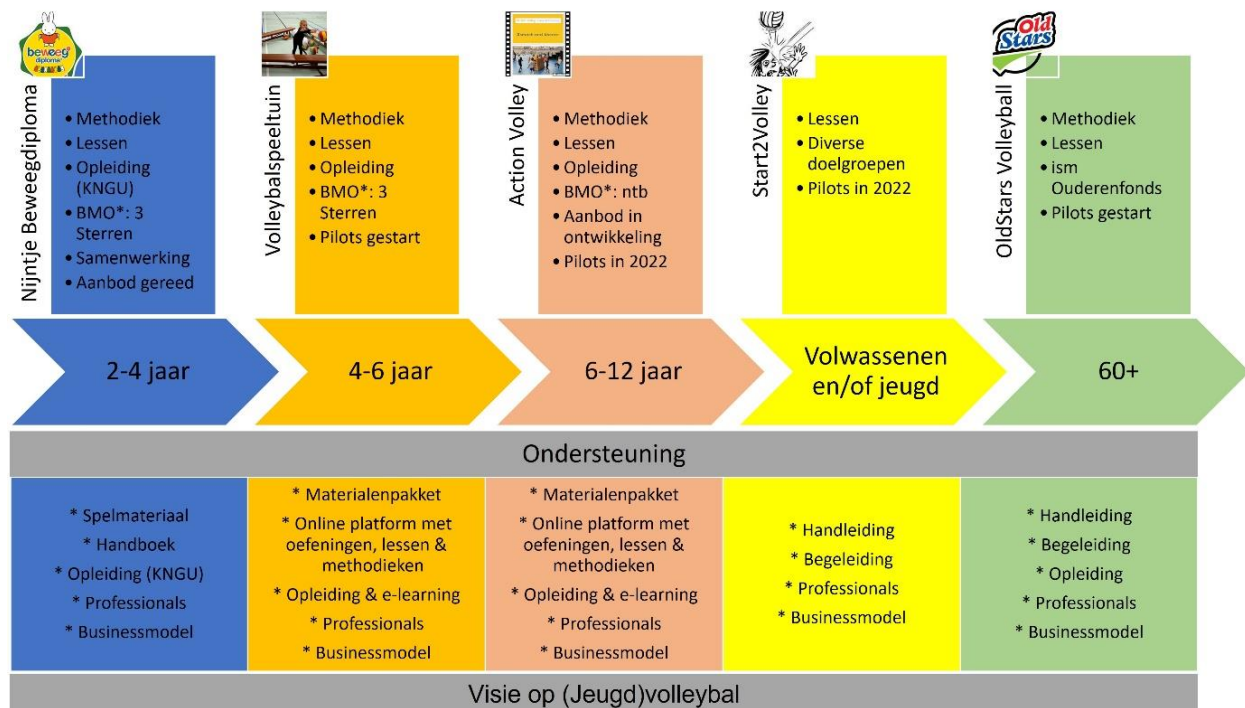 beweeg
diploma
Old
Stars
Nijntje Beweegdiploma
• Methodiek
• Lessen
• Opleiding
(KNGU)
• BMO*: 3
Sterren
• Samenwerking
• Aanbod gereed
Volleybalspeeltuin
• Methodiek
• Lessen
• Opleiding
• BMO*: 3
Sterren
• Pilots gestart
Action Volley
• Methodiek
• Lessen
• Opleiding
• BMO*: ntb
• Aanbod in
ontwikkeling
• Pilots in 2022
Start2Volley
• Lessen
• Diverse
doelgroepen
• Pilots in 2022
OldStars Volleyball
• Methodiek
• Lessen
• ism
Ouderenfonds
• Pilots gestart
2-4 jaar
4-6 jaar
6-12 jaar
Volwassenen
en/of jeugd
60+
Ondersteuning
* Spelmateriaal
* Handboek
* Opleiding (KNGU)
* Professionals
* Businessmodel
* Materialenpakket
* Online platform met
oefeningen, lessen &
methodieken
* Opleiding & e-learning
* Professionals
* Businessmodel
* Materialenpakket
* Online platform met
oefeningen, lessen &
methodieken
* Opleiding & e-learning
* Professionals
* Businessmodel
* Handleiding
* Begeleiding
* Professionals
* Businessmodel
* Handleiding
* Begeleiding
* Opleiding
* Professionals
* Businessmodel
Visie op (Jeugd)volleybal